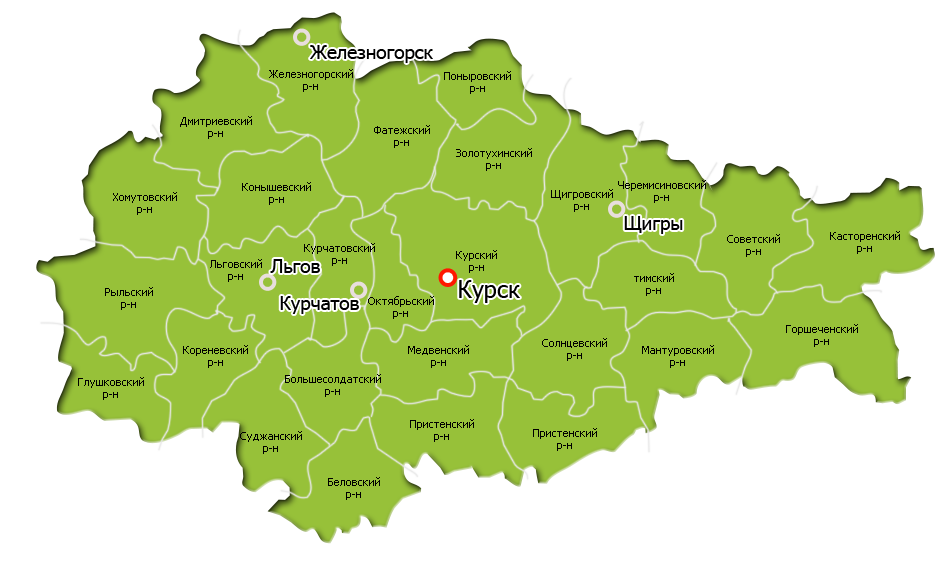 Железногорск
Железногорский
р-н
Поныровский
р-н
Дмитриевский
р-н
Фатежский
р-н
Золотухинский
р-н
Хомутовский
р-н
Конышевский
р-н
Щигровский
р-н
Черемисиновский
р-н
Щигры
Советский
р-н
Касторенский
р-н
Льговский
р-н
Льгов
Курчатовский
р-н
Курчатов
Курский
р-н
Курск
Октябрьский
р-н
тимский
р-н
Рыльский
р-н
Горшеченский
р-н
Кореневский
р-н
Медвенский
р-н
Солнцевский
р-н
Мантуровский
р-н
Глушковский
р-н
Большесолдатский
р-н
Суджанский
р-н
Пристенский
р-н
Пристенский
р-н
Беловский
р-н